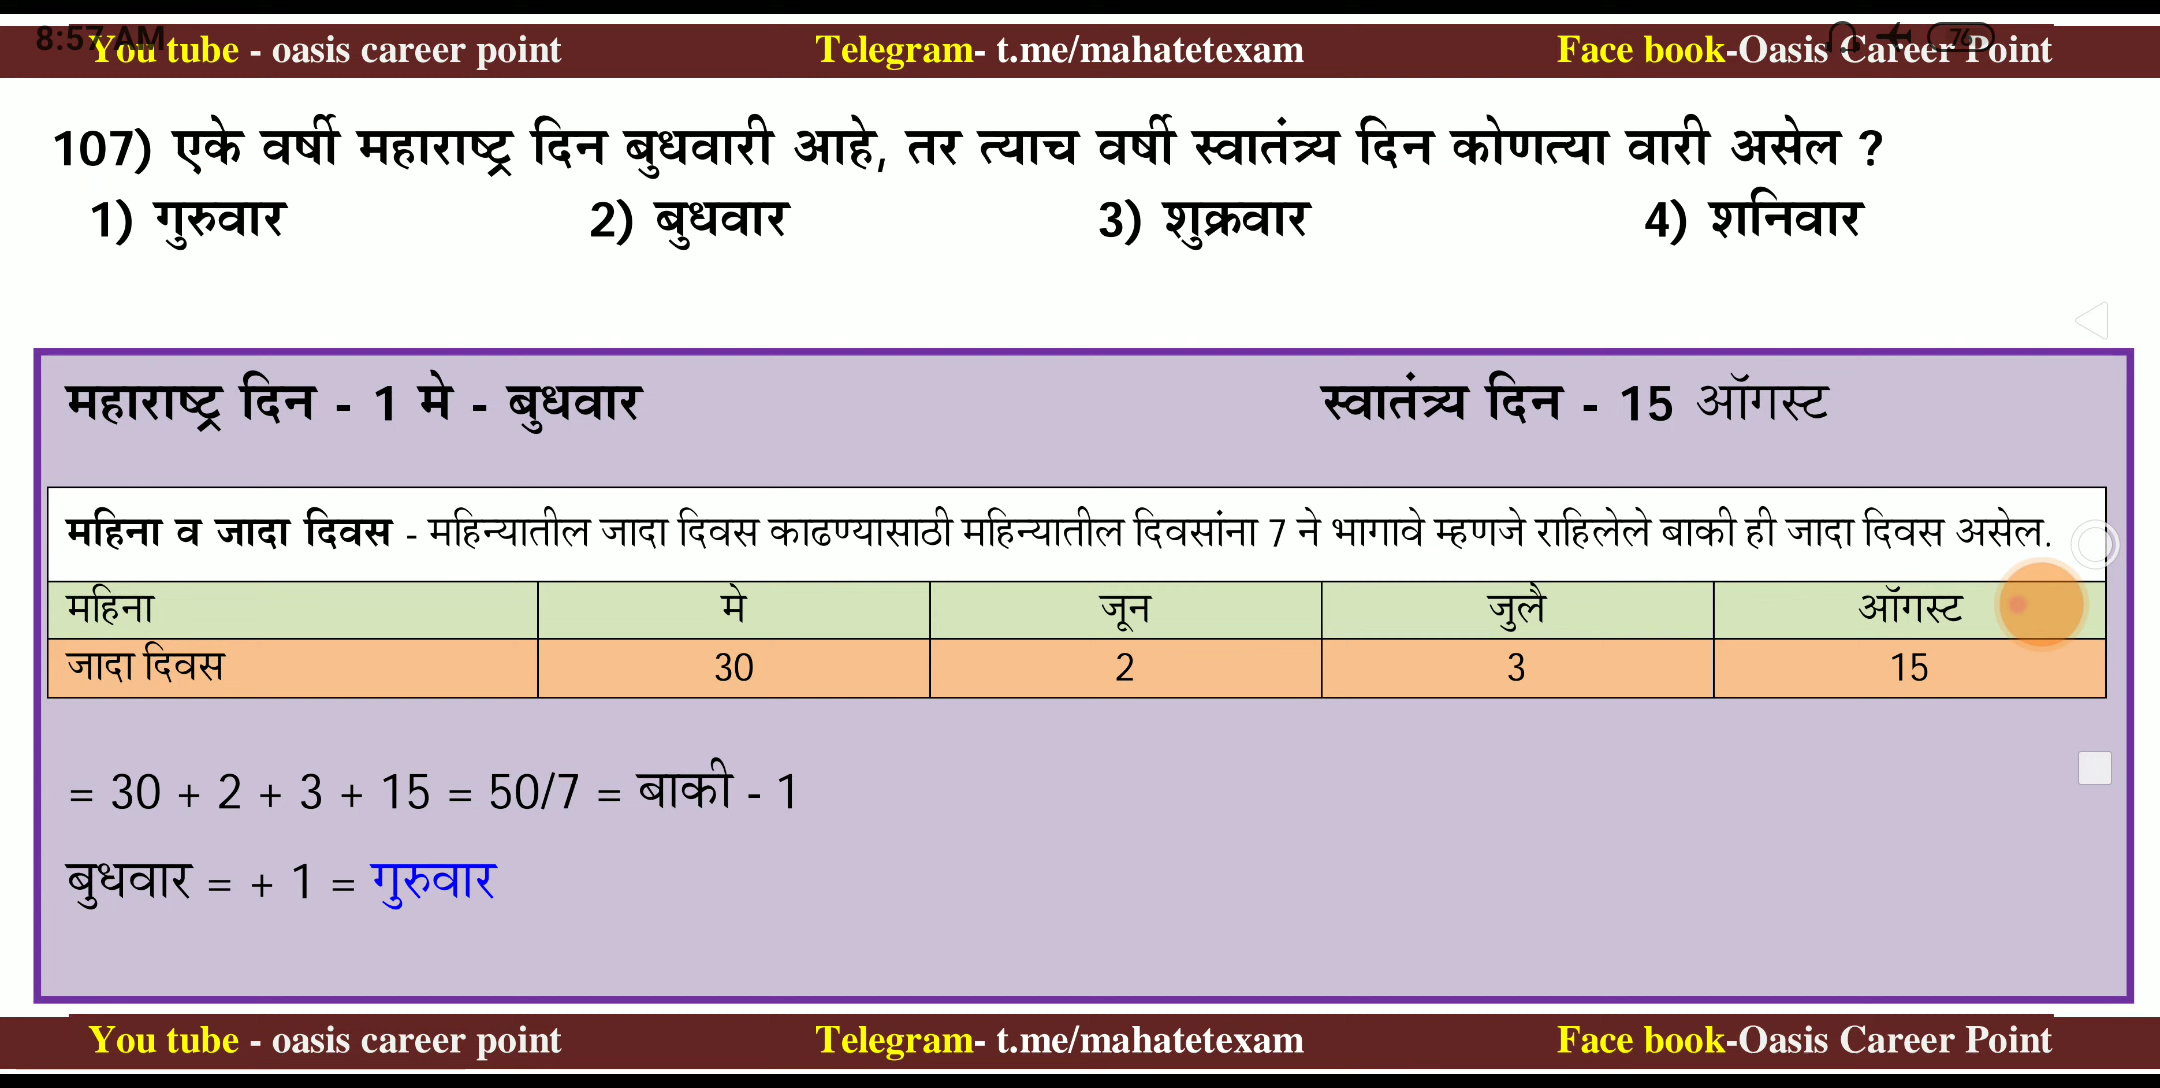 8:57 AM
You tube - oasis career point Telegram- t.me/mahatetexam Face book-Oasis Career Point
76
107) एके वर्षी महाराष्ट्र दिन बुधवारी आहे, तर त्याच वर्षी स्वातंत्र्य दिन कोणत्या वारी असेल ?
1) गुरुवार 2) बुधवार 3) शुक्रवार 4) शनिवार
महाराष्ट्र दिन - 1 मे - बुधवार स्वातंत्र्य दिन - 15 ऑगस्ट
महिना व जादा दिवस - महिन्यातील जादा दिवस काढण्यासाठी महिन्यातील दिवसांना 7 ने भागावे म्हणजे राहिलेले बाकी ही जादा दिवस असेल.
महिना मे जून जुलै ऑगस्ट
जादा दिवस 30 2 3 15
= 30 + 2 + 3 + 15 = 50/7 = बाकी - 1
बुधवार = + 1 = गुरुवार
You tube - oasis career point Telegram- t.me/mahatetexam Face book-Oasis Career Point